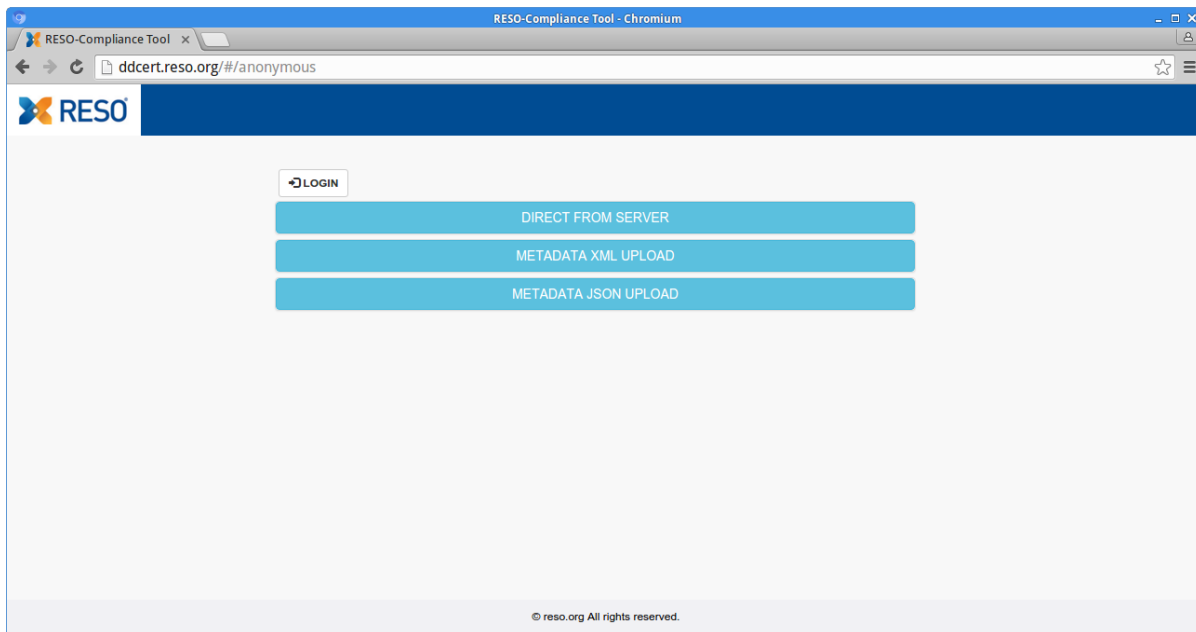 RESO-Compliance Tool - Chromium
RESO-Compliance Tool
ddcert.reso.org/#/anonymous
RESO
LOGIN
DIRECT FROM SERVER
METADATA XML UPLOAD
METADATA JSON UPLOAD
© reso.org All rights reserved.